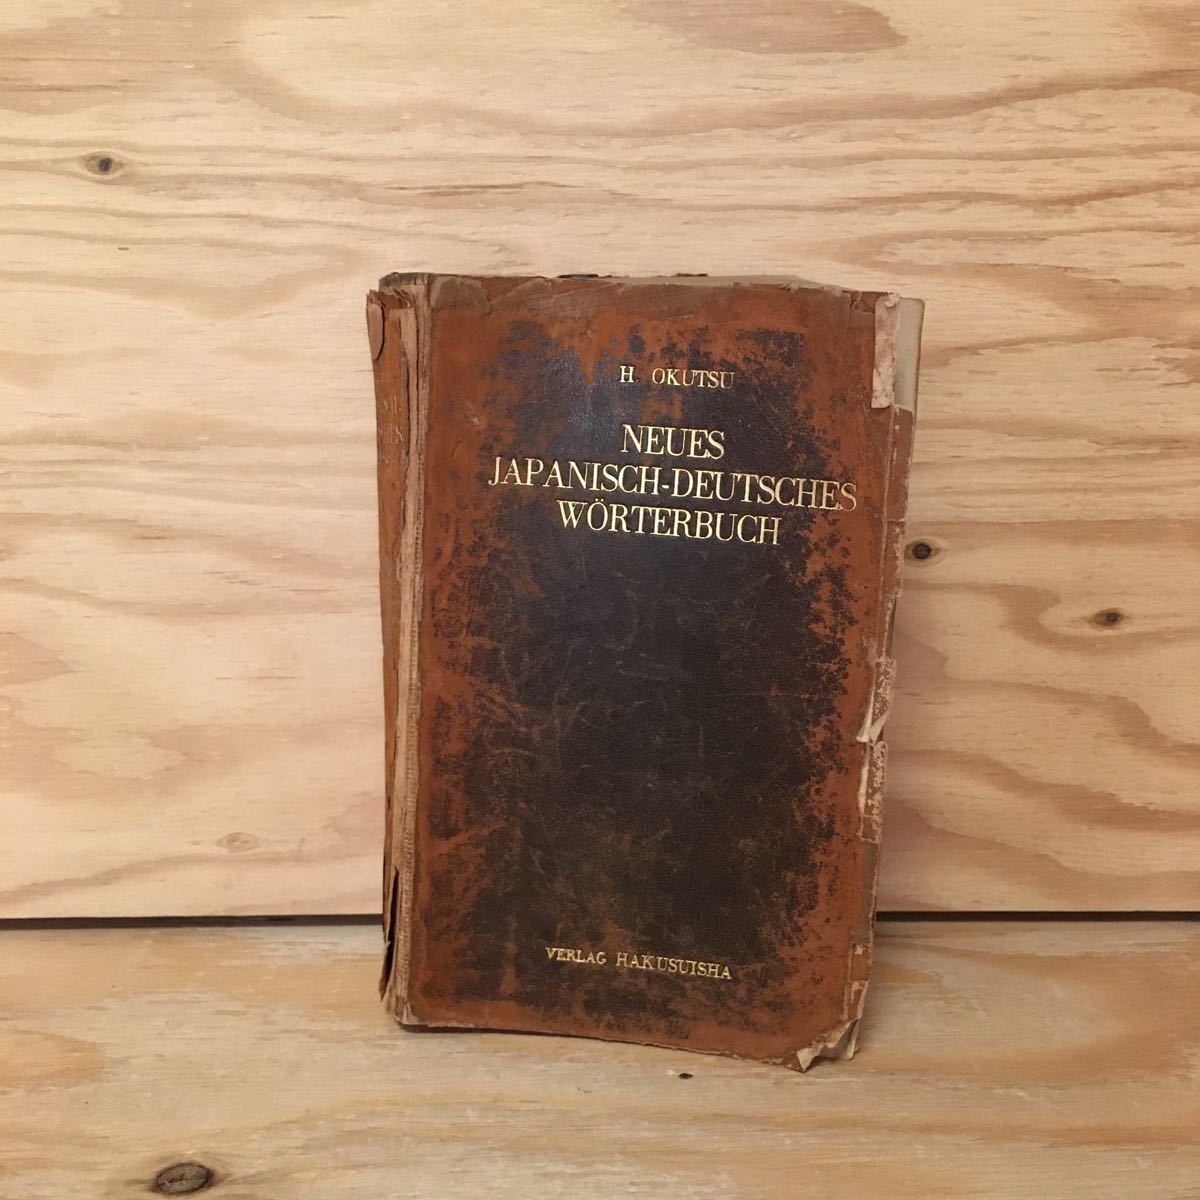 H. OKUTSU
NEUES
JAPANISCH-DEUTSCHES
WÖRTERBUCH
VERLAG HAKUSUISHA